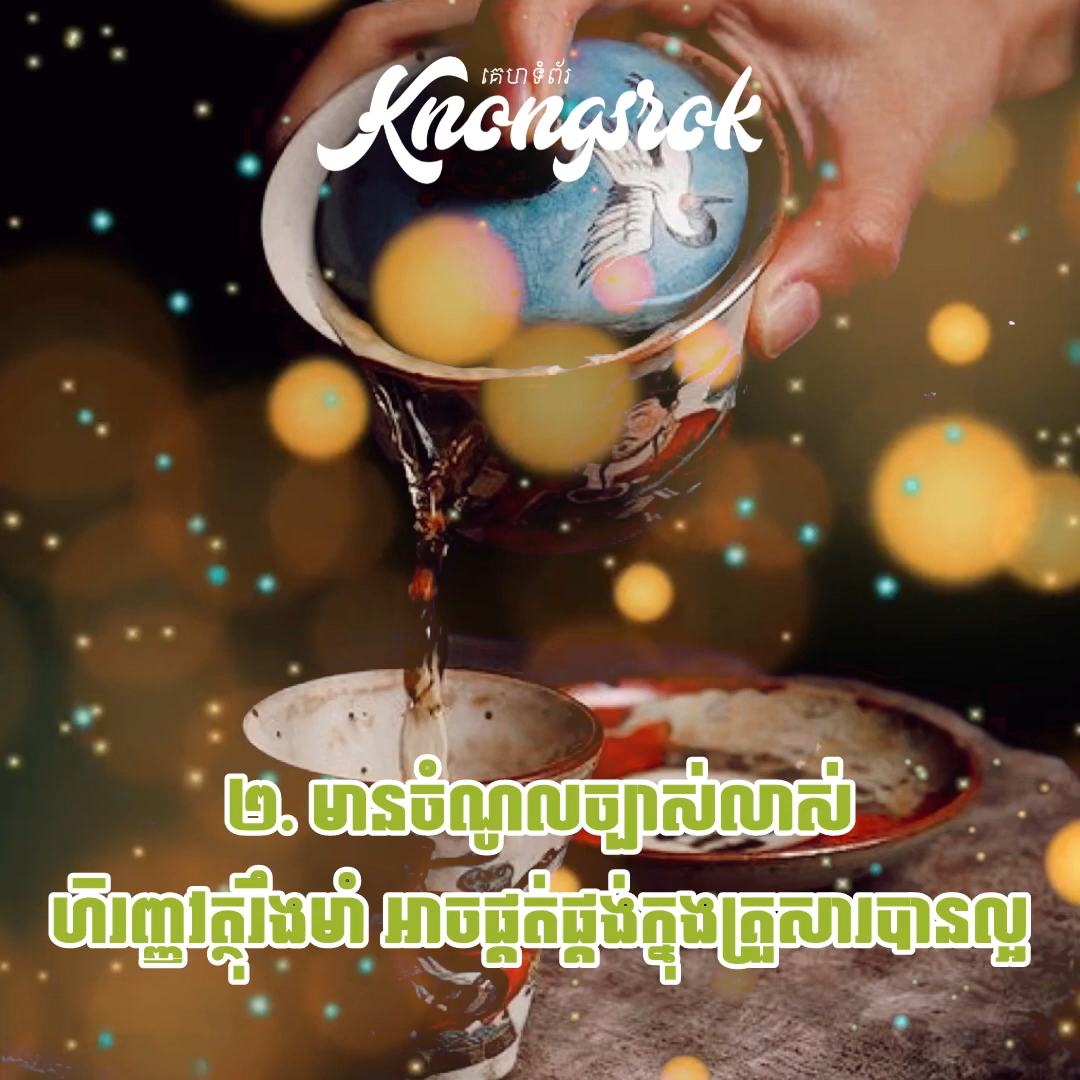 គេហទំព័រ
Knongsrok
២. មានចំណូលច្បាស់លាស់
ហិរញ្ញវត្ថុរឹងមាំ អាចផ្គត់ផ្គង់ក្នុងគ្រួសារបានល្អ